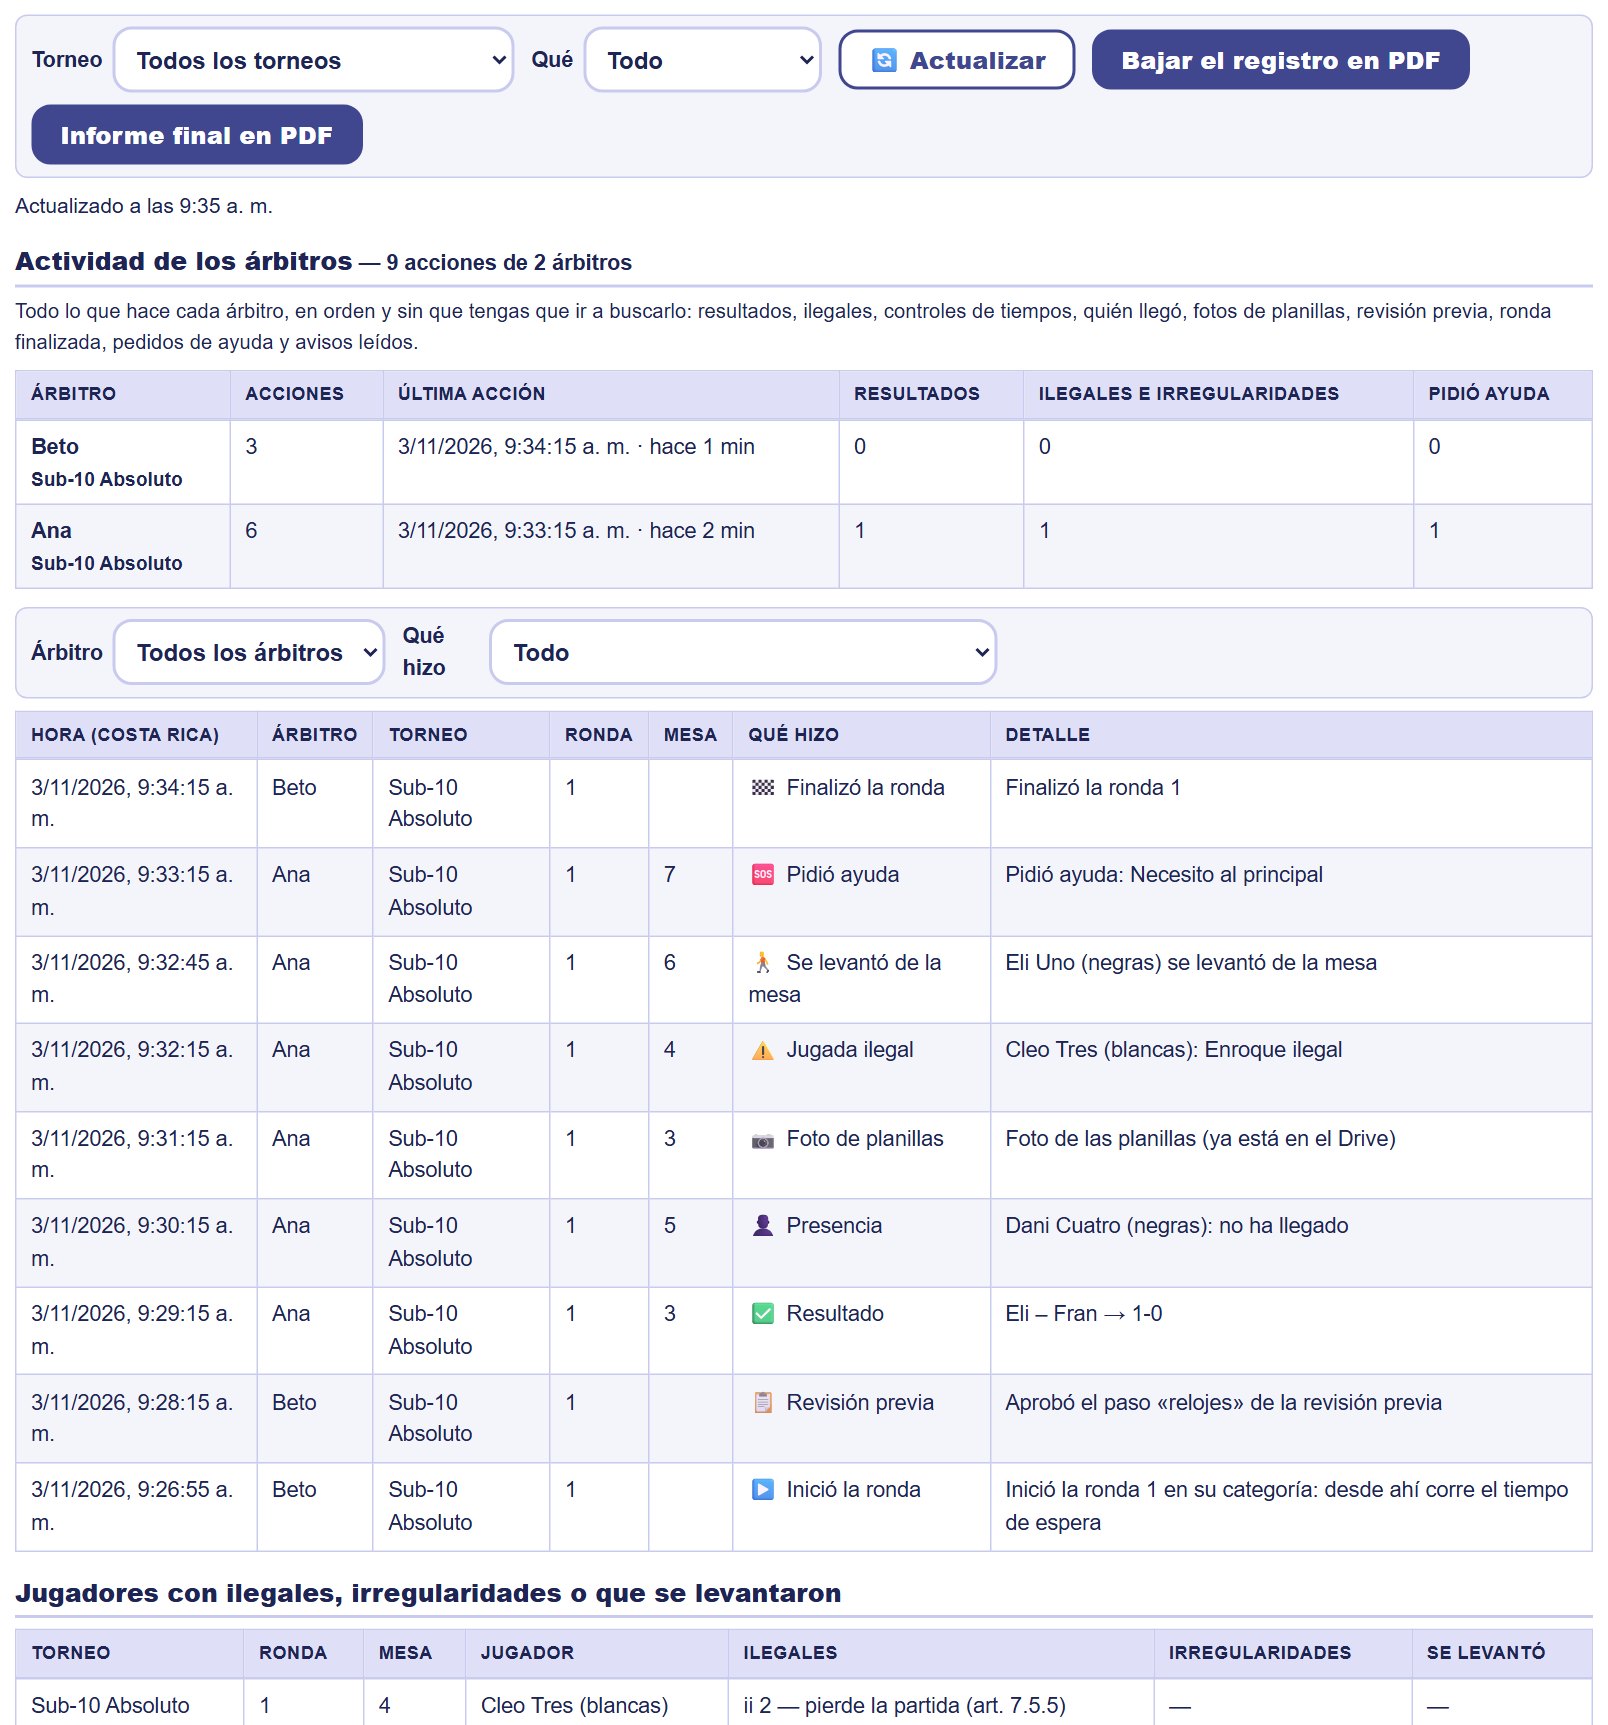 Torneo Todos los torneos Qué Todo Actualizar Bajar el registro en PDF
Informe final en PDF
Actualizado a las 9:35 a. m.
Actividad de los árbitros — 9 acciones de 2 árbitros
Todo lo que hace cada árbitro, en orden y sin que tengas que ir a buscarlo: resultados, ilegales, controles de tiempos, quién llegó, fotos de planillas, revisión previa, ronda
finalizada, pedidos de ayuda y avisos leídos.
ÁRBITRO ACCIONES ÚLTIMA ACCIÓN RESULTADOS ILEGALES E IRREGULARIDADES PIDIÓ AYUDA
Beto 3 3/11/2026, 9:34:15 a. m. · hace 1 min 0 0 0
Sub-10 Absoluto
Ana 6 3/11/2026, 9:33:15 a. m. · hace 2 min 1 1 1
Sub-10 Absoluto
Árbitro Todos los árbitros Qué hizo Todo
HORA (COSTA RICA) ÁRBITRO TORNEO RONDA MESA QUÉ HIZO DETALLE
3/11/2026, 9:34:15 a. Beto Sub-10 1 Finalizó la ronda Finalizó la ronda 1
m. Absoluto
3/11/2026, 9:33:15 a. Ana Sub-10 1 7 SOS Pidió ayuda Pidió ayuda: Necesito al principal
m. Absoluto
3/11/2026, 9:32:45 a. Ana Sub-10 1 6 Se levantó de la Eli Uno (negras) se levantó de la mesa
m. Absoluto mesa
3/11/2026, 9:32:15 a. Ana Sub-10 1 4 Jugada ilegal Cleo Tres (blancas): Enroque ilegal
m. Absoluto
3/11/2026, 9:31:15 a. Ana Sub-10 1 3 Foto de planillas Foto de las planillas (ya está en el Drive)
m. Absoluto
3/11/2026, 9:30:15 a. Ana Sub-10 1 5 Presencia Dani Cuatro (negras): no ha llegado
m. Absoluto
3/11/2026, 9:29:15 a. Ana Sub-10 1 3 Resultado Eli – Fran → 1-0
m. Absoluto
3/11/2026, 9:28:15 a. Beto Sub-10 1 Revisión previa Aprobó el paso «relojes» de la revisión previa
m. Absoluto
3/11/2026, 9:26:55 a. Beto Sub-10 1 Inició la ronda Inició la ronda 1 en su categoría: desde ahí corre el tiempo
m. Absoluto de espera
Jugadores con ilegales, irregularidades o que se levantaron
TORNEO RONDA MESA JUGADOR ILEGALES IRREGULARIDADES SE LEVANTÓ
Sub-10 Absoluto 1 4 Cleo Tres (blancas) ii 2 — pierde la partida (art. 7.5.5) — —